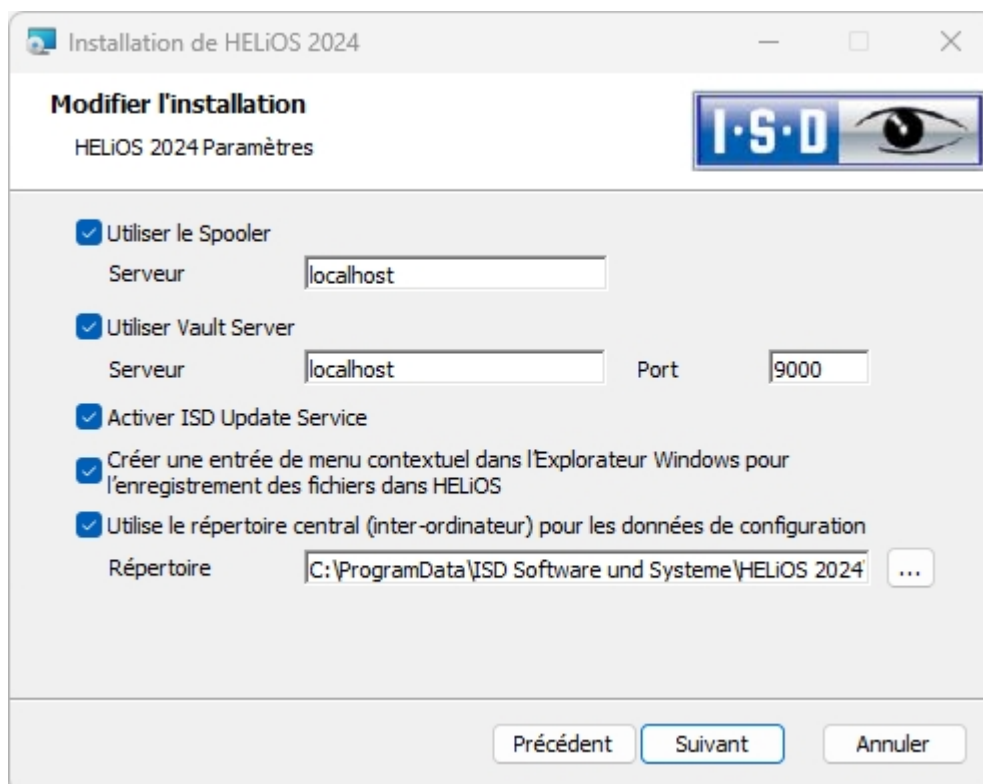 Installation de HELiOS 2024
Modifier l'installation
HELiOS 2024 Paramètres
I·S·D
Utiliser le Spooler
Serveur localhost
Utiliser Vault Server
Serveur localhost Port 9000
Activer ISD Update Service
Créer une entrée de menu contextuel dans l'Explorateur Windows pour
l'enregistrement des fichiers dans HELiOS
Utilise le répertoire central (inter-ordinateur) pour les données de configuration
Répertoire C:\ProgramData\ISD Software und Systeme\HELiOS 2024 ...
Précédent Suivant Annuler